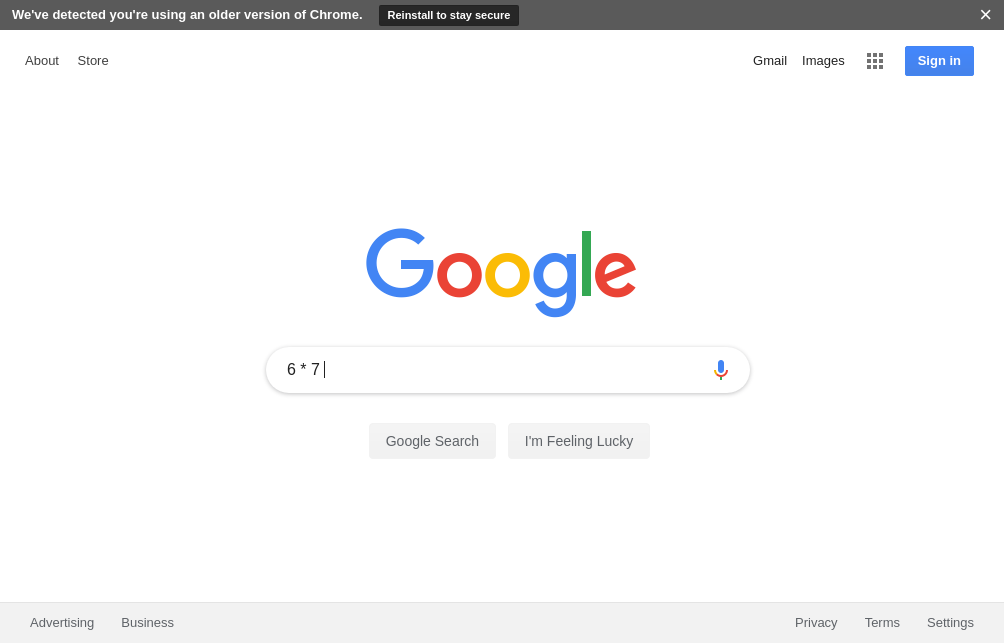 We've detected you're using an older version of Chrome. Reinstall to stay secure
About Store Gmail Images Sign in
Google
6 * 7
Google Search I'm Feeling Lucky
Advertising Business Privacy Terms Settings